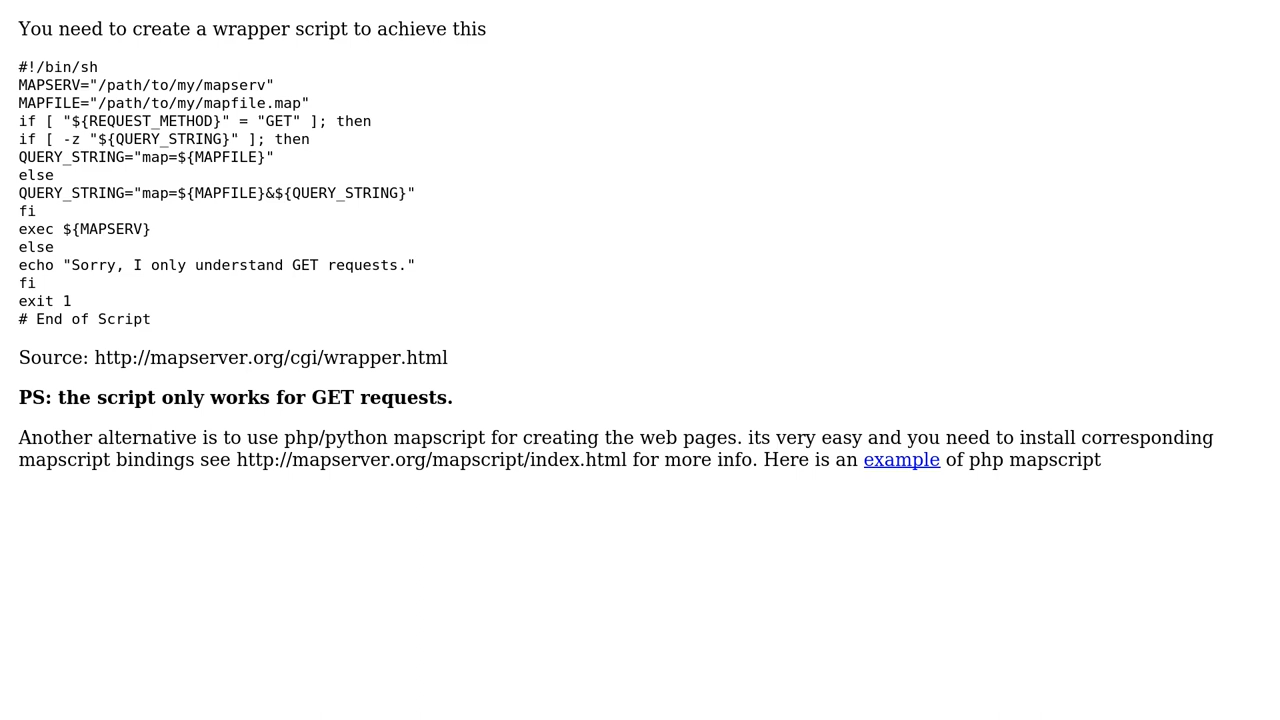 You need to create a wrapper script to achieve this
#!/bin/sh
MAPSERV="/path/to/my/mapserv"
MAPFILE="/path/to/my/mapfile.map"
if [ "${REQUEST_METHOD}" = "GET" ]; then
if [ -z "${QUERY_STRING}" ]; then
QUERY_STRING="map=${MAPFILE}"
else
QUERY_STRING="map=${MAPFILE}&${QUERY_STRING}"
fi
exec ${MAPSERV}
else
echo "Sorry, I only understand GET requests."
fi
exit 1
# End of Script
Source: http://mapserver.org/cgi/wrapper.html
PS: the script only works for GET requests.
Another alternative is to use php/python mapscript for creating the web pages. its very easy and you need to install corresponding
mapscript bindings see http://mapserver.org/mapscript/index.html for more info. Here is an example of php mapscript